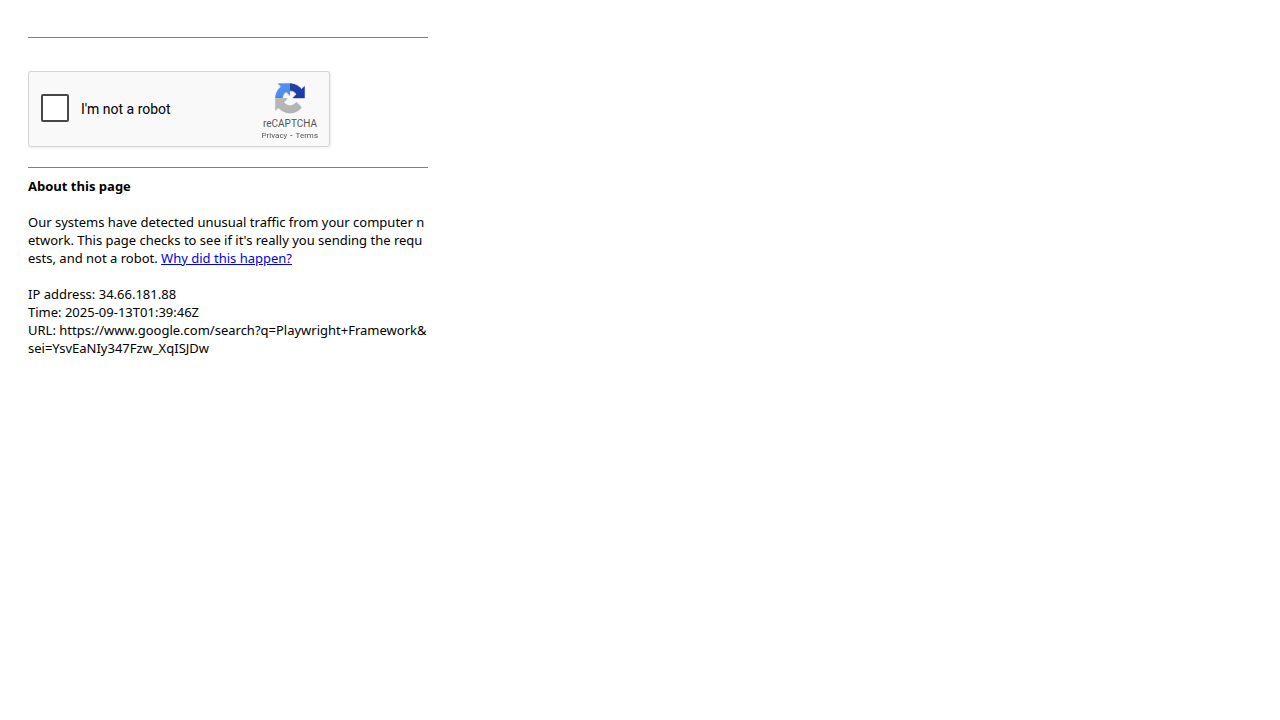 I'm not a robot
reCAPTCHA
Privacy - Terms
About this page
Our systems have detected unusual traffic from your computer n
etwork. This page checks to see if it's really you sending the requ
ests, and not a robot. Why did this happen?
IP address: 34.66.181.88
Time: 2025-09-13T01:39:46Z
URL: https://www.google.com/search?q=Playwright+Framework&
sei=YsvEaNIy347Fzw_XqISJDw